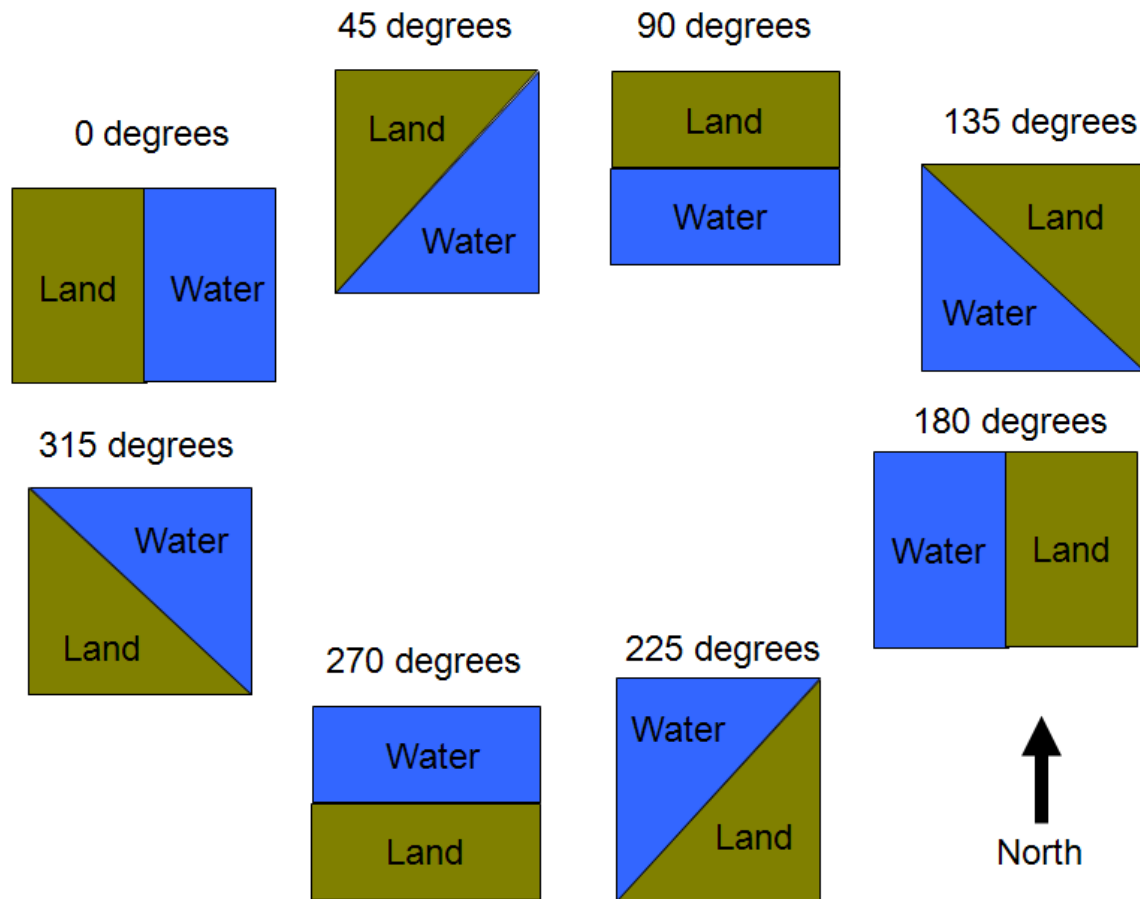 45 degrees
90 degrees
0 degrees
135 degrees
Land
Water
Land
Water
Land
Water
Land
Water
315 degrees
180 degrees
Water
Land
Water
Land
270 degrees
225 degrees
Water
Land
Water
Land
North